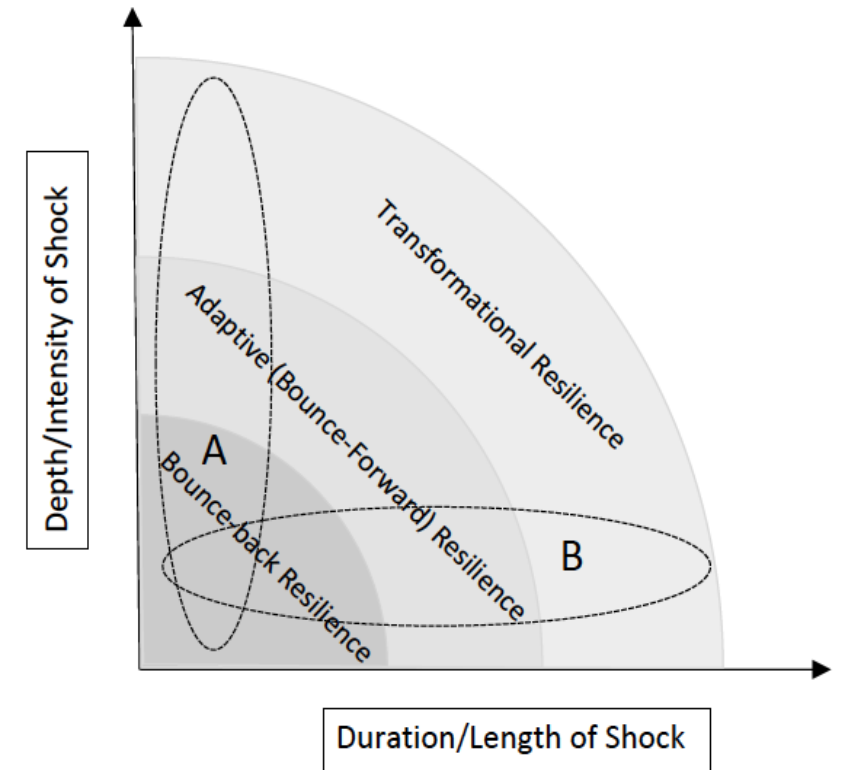 Depth/Intensity of Shock
Transformational Resilience
Adaptive (Bounce-Forward) Resilience
A
Bounce-back Resilience
B
Duration/Length of Shock